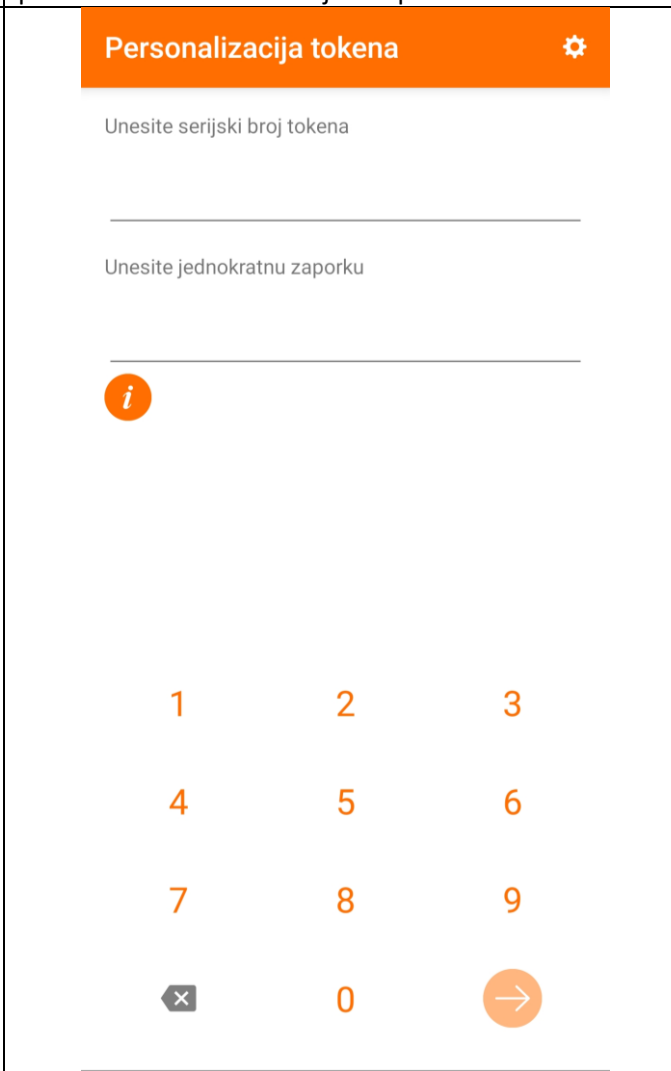 Personalizacija tokena
Unesite serijski broj tokena
Unesite jednokratnu zaporku
i
1 2 3
4 5 6
7 8 9
0